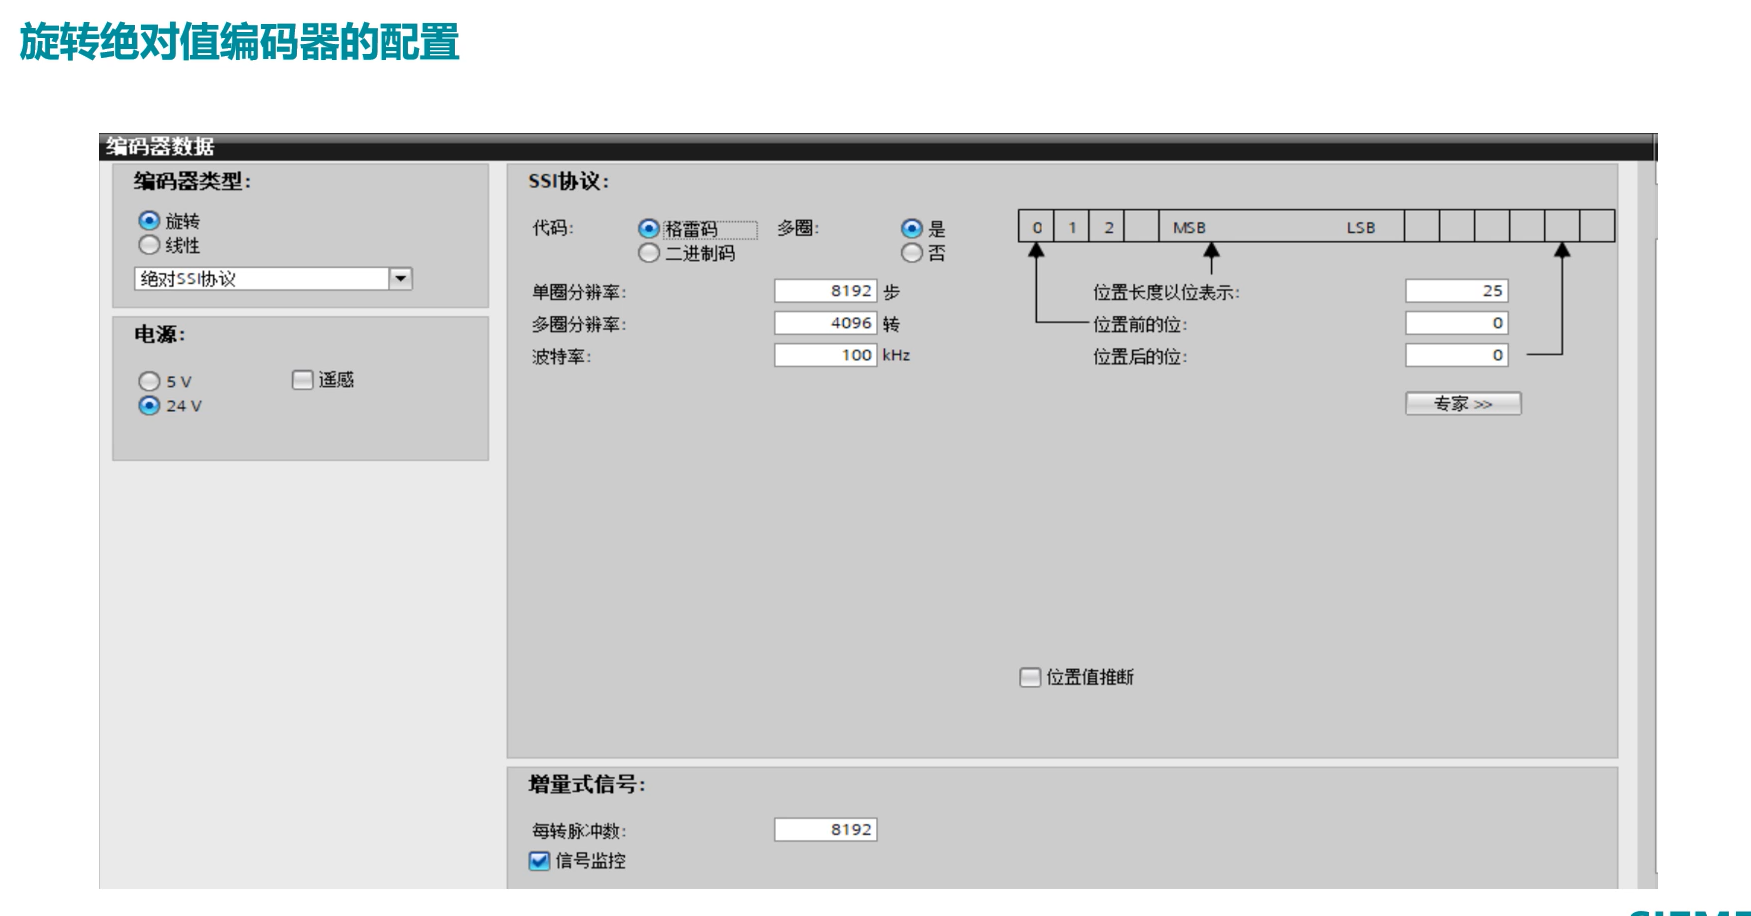 旋转绝对值编码器的配置
编码器数据
编码器类型:
旋转
线性
绝对SSI协议
电源:
5 V
遥感
24 V
SSI协议:
代码:
格雷码
多圈:
是
二进制码
否
0 1 2 MSB LSB
单圈分辨率: 8192 步
位置长度以位表示: 25
多圈分辨率: 4096 转
位置前的位: 0
波特率: 100 kHz
位置后的位: 0
专家 >>
位置值推断
增量式信号:
每转脉冲数: 8192
信号监控